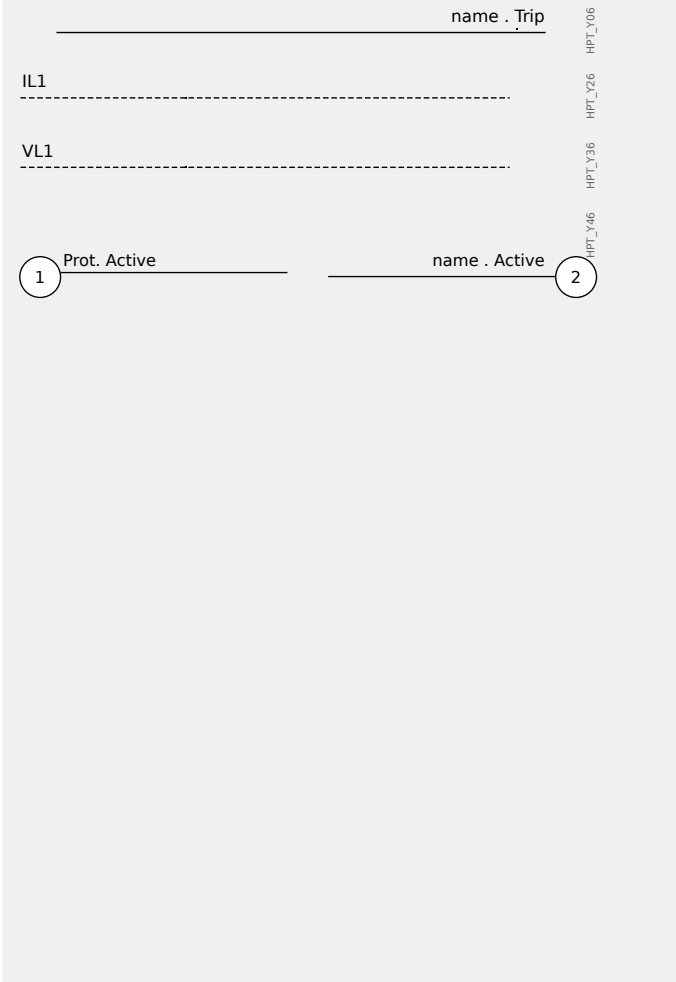 name . Trip
HPT_Y06
IL1
HPT_Y26
VL1
HPT_Y36
HPT_Y46
1
Prot. Active
name . Active
2